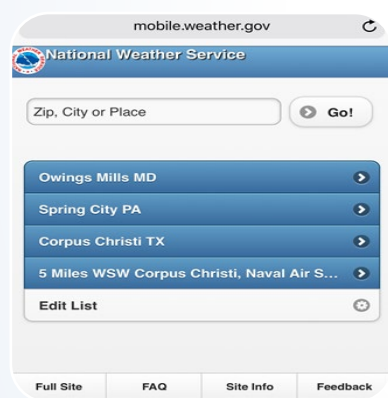 mobile.weather.gov
National Weather Service
Zip, City or Place
Go!
Owings Mills MD
Spring City PA
Corpus Christi TX
5 Miles WSW Corpus Christi, Naval Air S...
Edit List
Full Site FAQ Site Info Feedback